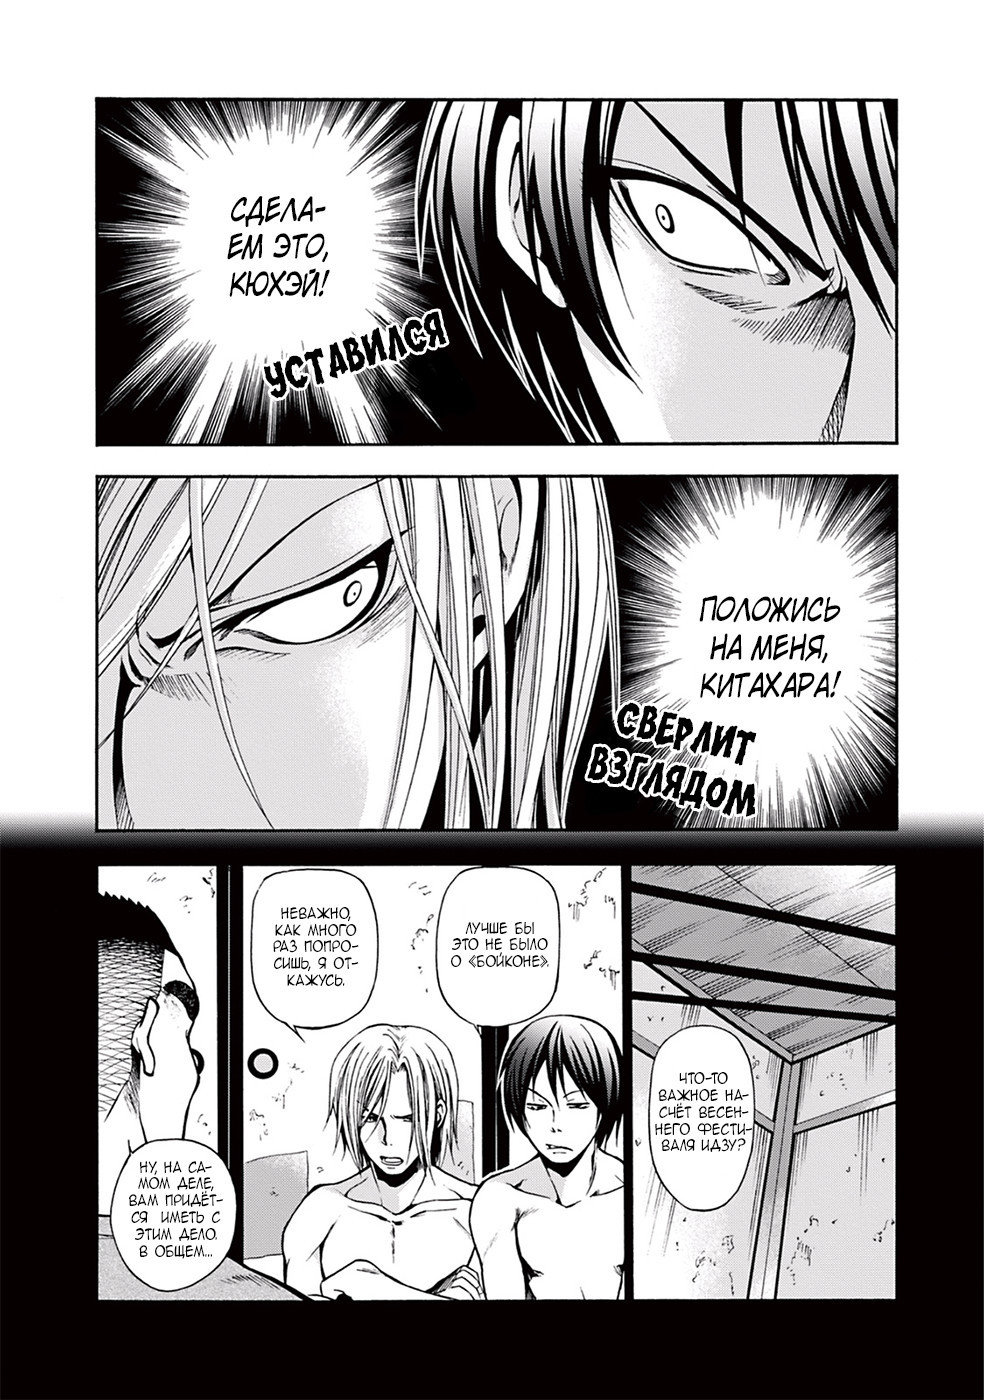 СДЕЛА-
ЕМ ЭТО,
КЮХЭЙ!
УСТАВИЛСЯ
ПОЛОЖИСЬ
НА МЕНЯ,
КИТАХАРА!
СВЕРЛИТ
ВЗГЛЯДОМ
ЧТО-ТО
ВАЖНОЕ НА-
СЧЁТ ВЕСЕН-
НЕГО ФЕСТИ-
ВАЛЯ ИДЗУ?
ЛУЧШЕ БЫ
ЭТО НЕ БЫЛО
О «БОЙКОНЕ».
НЕВАЖНО,
КАК МНОГО
РАЗ ПОПРО-
СИШЬ, Я ОТ-
КАЖУСЬ.
НУ, НА СА-
МОМ ДЕЛЕ,
ВАМ ПРИДЁТ-
СЯ ИМЕТЬ С
ЭТИМ ДЕЛО.
В ОБЩЕМ...